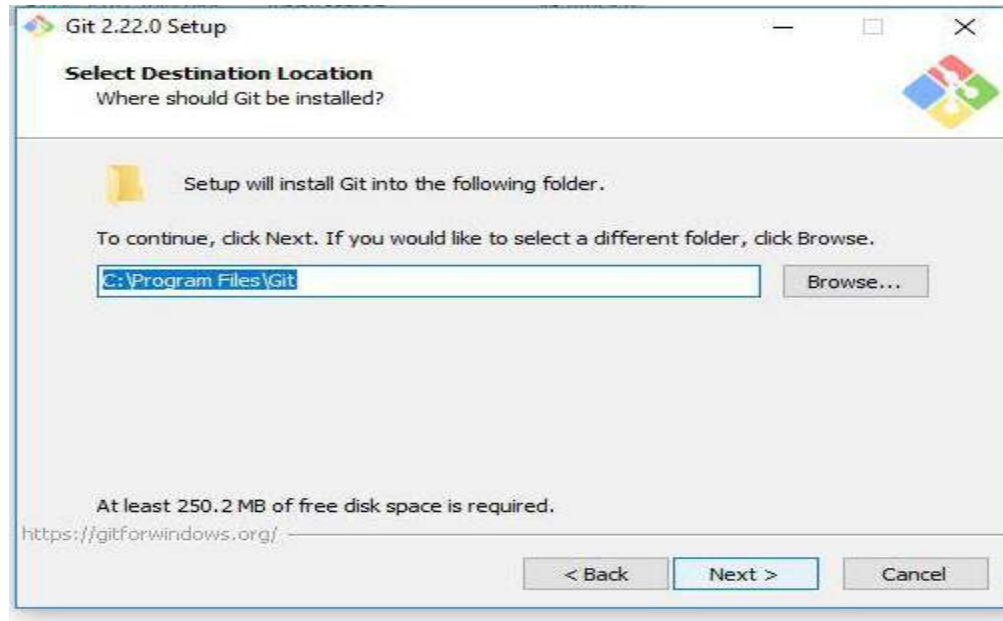 Git 2.22.0 Setup
Select Destination Location
Where should Git be installed?
Setup will install Git into the following folder.
To continue, click Next. If you would like to select a different folder, click Browse.
C:\Program Files\Git
Browse...
At least 250.2 MB of free disk space is required.
https://gitforwindows.org/
< Back
Next >
Cancel